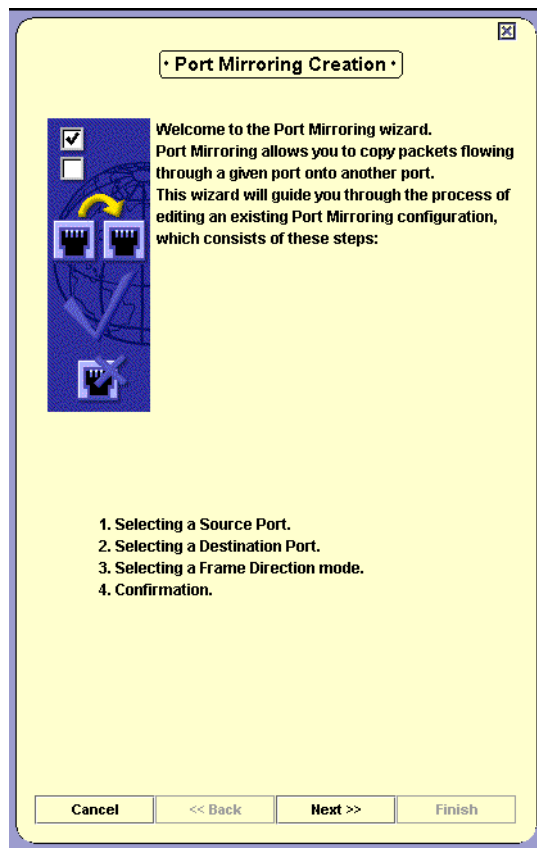 • Port Mirroring Creation •
Welcome to the Port Mirroring wizard.
Port Mirroring allows you to copy packets flowing
through a given port onto another port.
This wizard will guide you through the process of
editing an existing Port Mirroring configuration,
which consists of these steps:
1. Selecting a Source Port.
2. Selecting a Destination Port.
3. Selecting a Frame Direction mode.
4. Confirmation.
Cancel
<< Back
Next >>
Finish